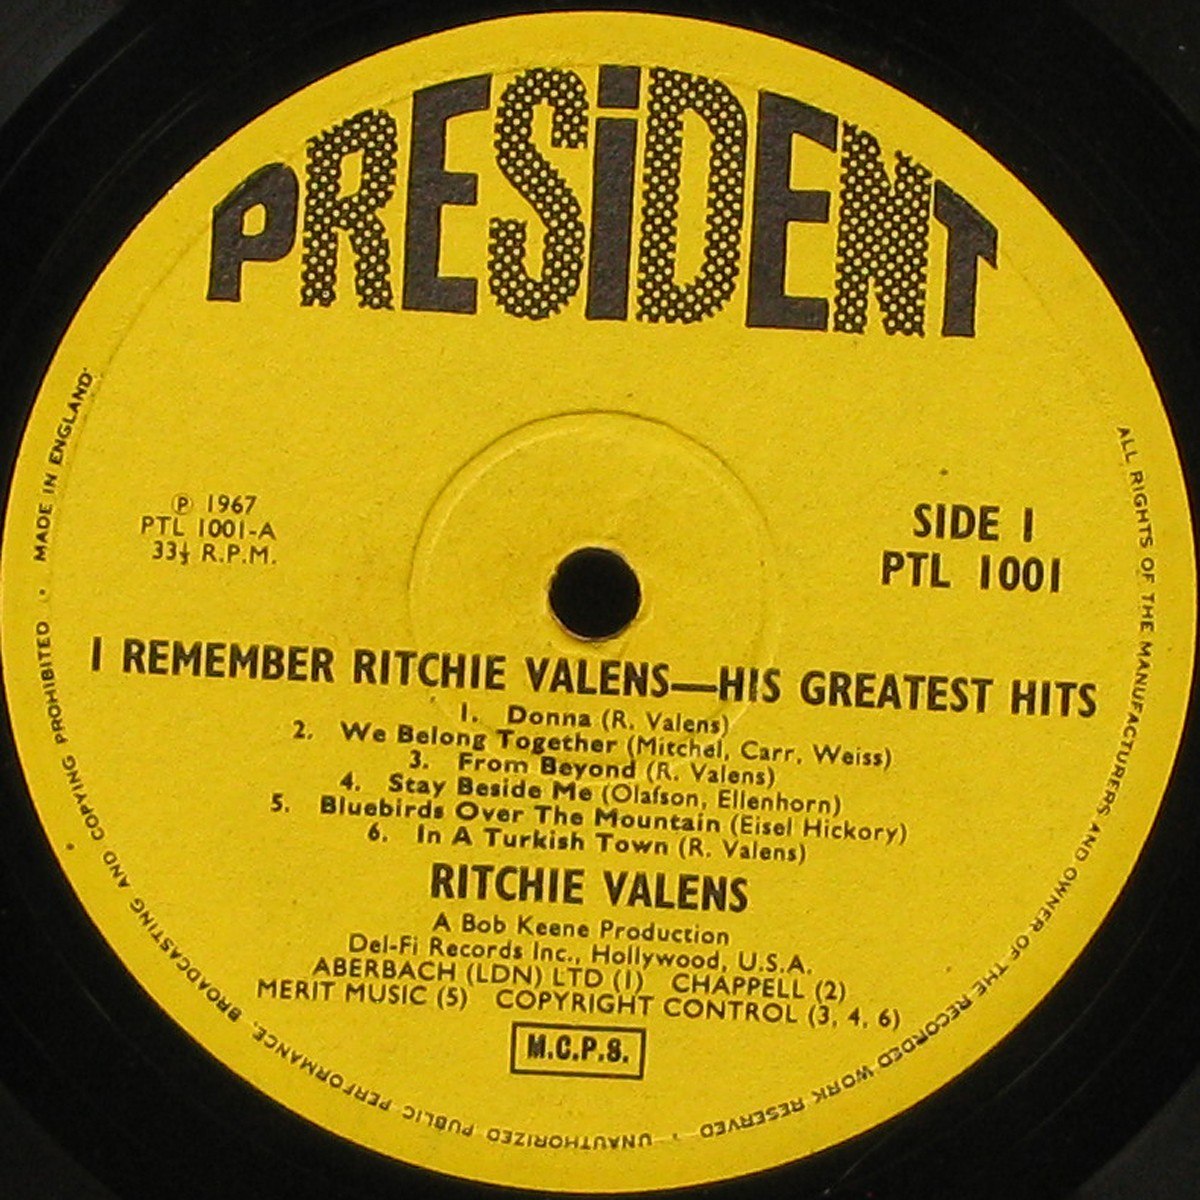 PRESiDENT
Ⓟ 1967
PTL 1001-A
33⅓ R.P.M.
SIDE 1
PTL 1001
I REMEMBER RITCHIE VALENS—HIS GREATEST HITS
1. Donna (R. Valens)
2. We Belong Together (Mitchel, Carr, Weiss)
3. From Beyond (R. Valens)
4. Stay Beside Me (Olafson, Ellenhorn)
5. Bluebirds Over The Mountain (Eisel Hickory)
6. In A Turkish Town (R. Valens)
RITCHIE VALENS
A Bob Keene Production
Del-Fi Records Inc., Hollywood, U.S.A.
ABERBACH (LDN) LTD (1) CHAPPELL (2)
MERIT MUSIC (5) COPYRIGHT CONTROL (3, 4, 6)
M.C.P.S.
ALL RIGHTS OF THE MANUFACTURERS AND OWNER OF THE RECORDED WORK RESERVED • UNAUTHORIZED PUBLIC PERFORMANCE, BROADCASTING AND COPYING PROHIBITED • MADE IN ENGLAND